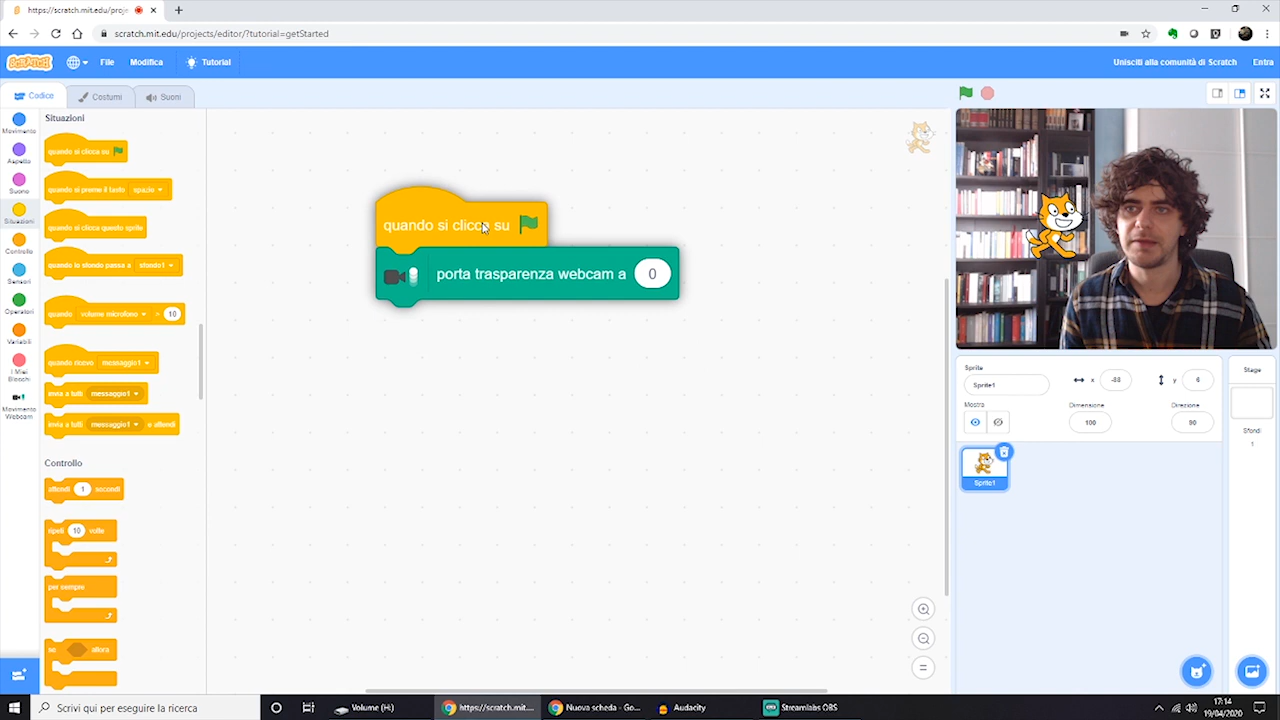 https://scratch.mit.edu/proje
scratch.mit.edu/projects/editor/?tutorial=getStarted
SCRATCH File Modifica Tutorial Unisciti alla comunità di Scratch Entra
Codice Costumi Suoni
Movimento
Aspetto
Suono
Situazioni
Controllo
Sensori
Operatori
Variabili
I Miei Blocchi
Movimento Webcam
Situazioni
quando si clicca su
quando si preme il tasto spazio
quando si clicca questo sprite
quando lo sfondo passa a sfondo1
quando volume microfono > 10
quando ricevo messaggio1
invia a tutti messaggio1
invia a tutti messaggio1 e attendi
Controllo
attendi 1 secondi
ripeti 10 volte
per sempre
se allora
quando si clicca su
porta trasparenza webcam a 0
Sprite
Sprite1
x -88 y 6
Mostra Dimensione Direzione
100 90
Sprite1
Stage
Sfondi
1
Scrivi qui per eseguire la ricerca
Volume (H:)
https://scratch.mit...
Nuova scheda - Go...
Audacity
Streamlabs OBS
17:14
19/04/2020